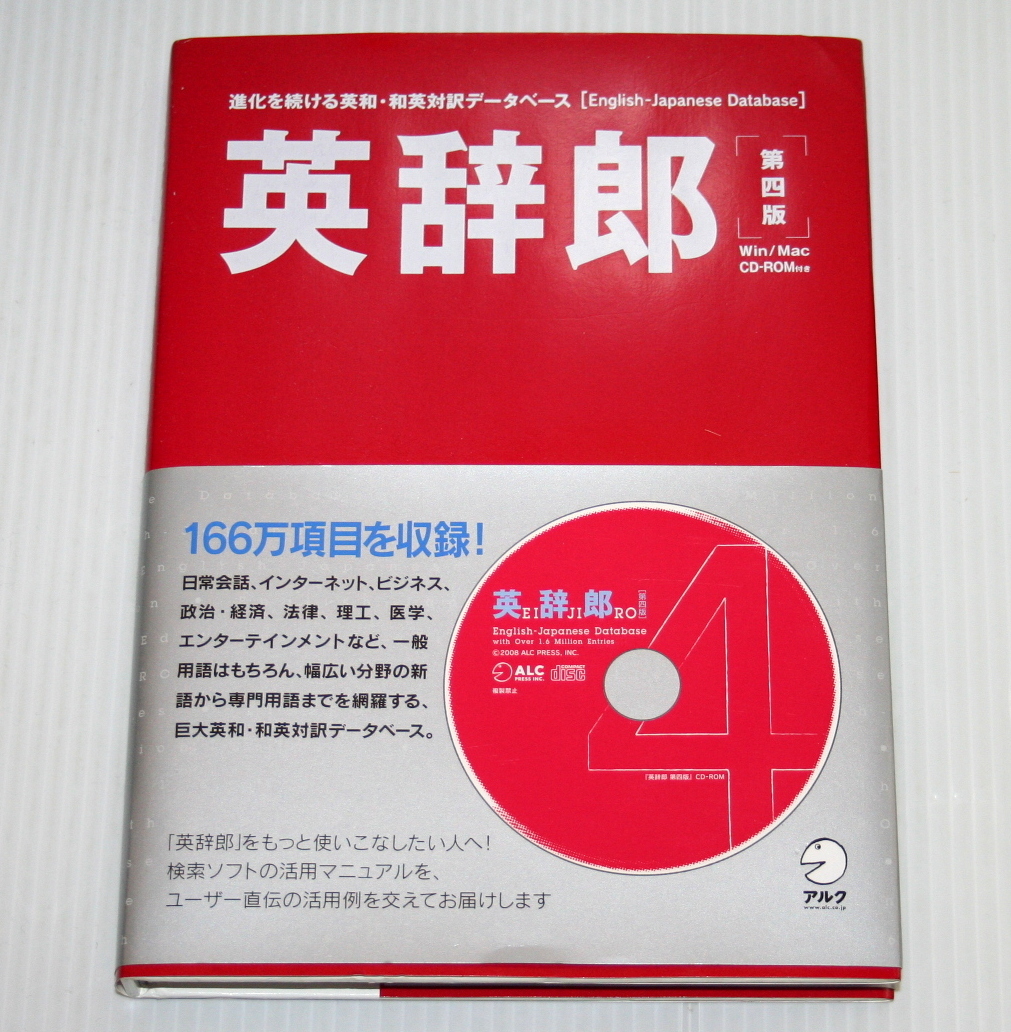 進化を続ける英和・和英対訳データベース [English-Japanese Database]
英辞郎
第四版
Win/Mac
CD-ROM付き
166万項目を収録!
日常会話、インターネット、ビジネス、
政治・経済、法律、理工、医学、
エンターテインメントなど、一般
用語はもちろん、幅広い分野の新
語から専門用語までを網羅する、
巨大英和・和英対訳データベース。
英EI辞JI郎RO [第四版]
English-Japanese Database
with Over 1.6 Million Entries
©2008 ALC PRESS, INC.
ALC
PRESS INC.
COMPACT
disc
複製禁止
4
『英辞郎 第四版』 CD-ROM
「英辞郎」をもっと使いこなしたい人へ!
検索ソフトの活用マニュアルを、
ユーザー直伝の活用例を交えてお届けします
アルク
www.alc.co.jp